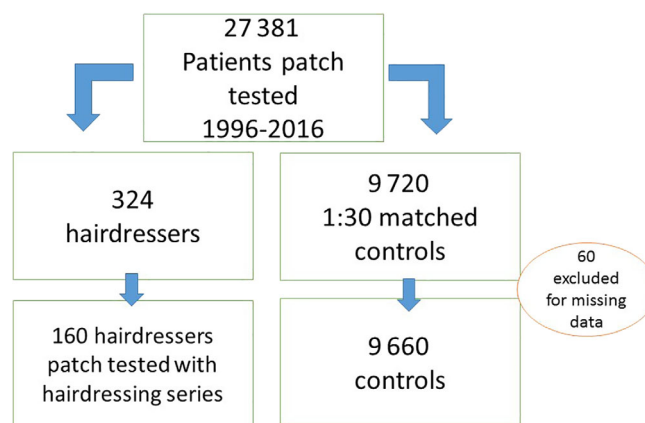 27 381
Patients patch
tested
1996-2016
324
hairdressers
9 720
1:30 matched
controls
60
excluded
for missing
data
160 hairdressers
patch tested with
hairdressing series
9 660
controls